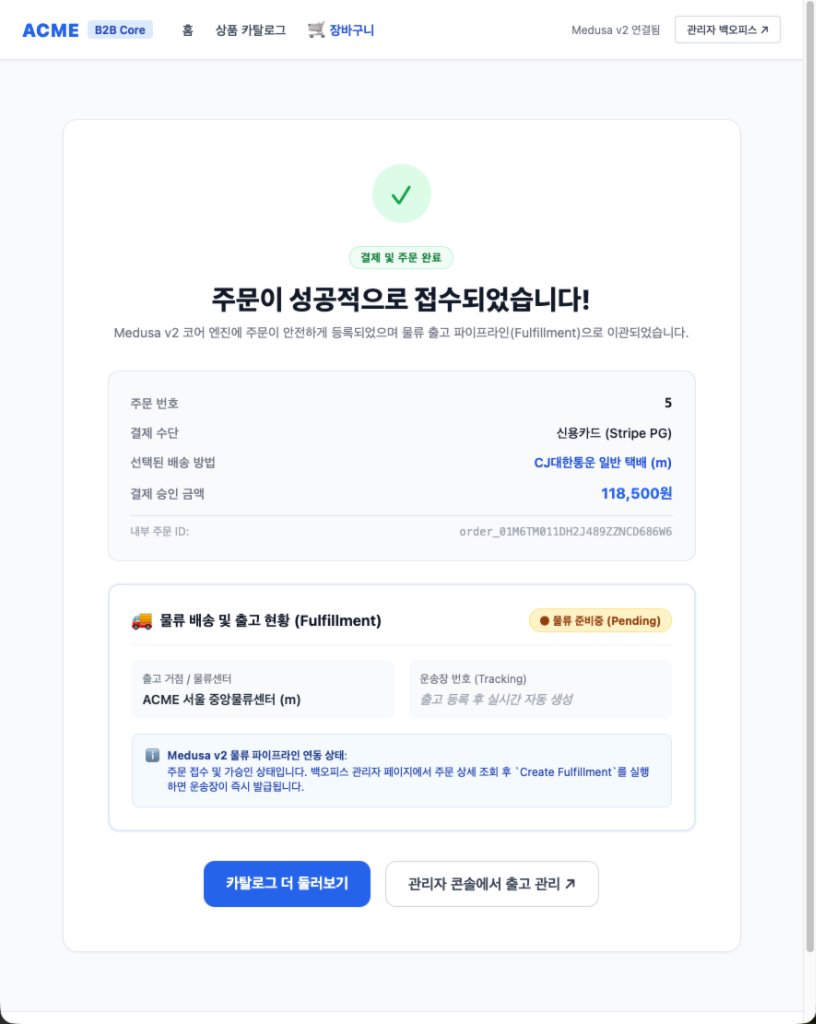 ACME B2B Core 홈 상품 카탈로그 🛒 장바구니 Medusa v2 연결됨 관리자 백오피스 ↗
✓
결제 및 주문 완료
주문이 성공적으로 접수되었습니다!
Medusa v2 코어 엔진에 주문이 안전하게 등록되었으며 물류 출고 파이프라인(Fulfillment)으로 이관되었습니다.
주문 번호 5
결제 수단 신용카드 (Stripe PG)
선택된 배송 방법 CJ대한통운 일반 택배 (m)
결제 승인 금액 118,500원
내부 주문 ID: order_01M6TM011DH2J489ZZNCD686W6
🚚 물류 배송 및 출고 현황 (Fulfillment) ● 물류 준비중 (Pending)
출고 거점 / 물류센터
ACME 서울 중앙물류센터 (m)
운송장 번호 (Tracking)
출고 등록 후 실시간 자동 생성
ℹ️ Medusa v2 물류 파이프라인 연동 상태:
주문 접수 및 가승인 상태입니다. 백오피스 관리자 페이지에서 주문 상세 조회 후 `Create Fulfillment`를 실행
하면 운송장이 즉시 발급됩니다.
카탈로그 더 둘러보기
관리자 콘솔에서 출고 관리 ↗